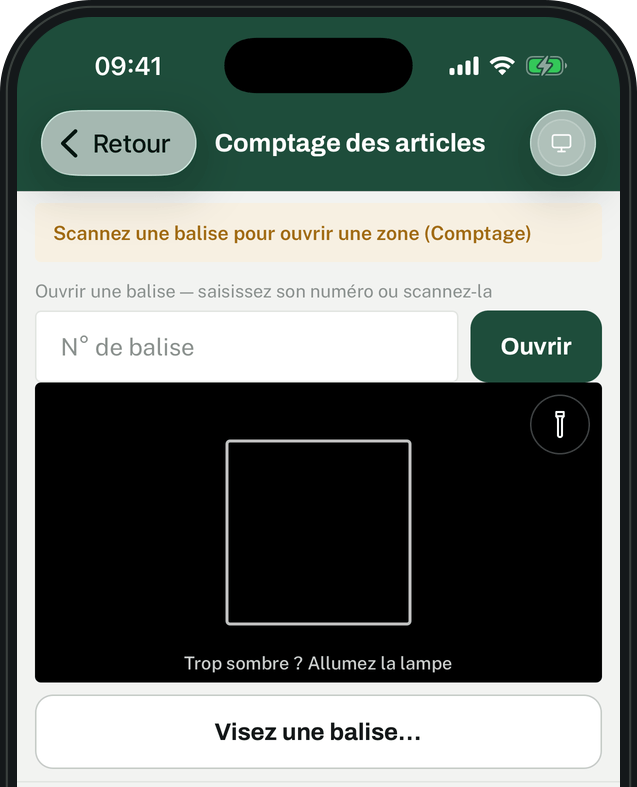 09:41
Retour
Comptage des articles
Scannez une balise pour ouvrir une zone (Comptage)
Ouvrir une balise — saisissez son numéro ou scannez-la
N° de balise
Ouvrir
Trop sombre ? Allumez la lampe
Visez une balise…